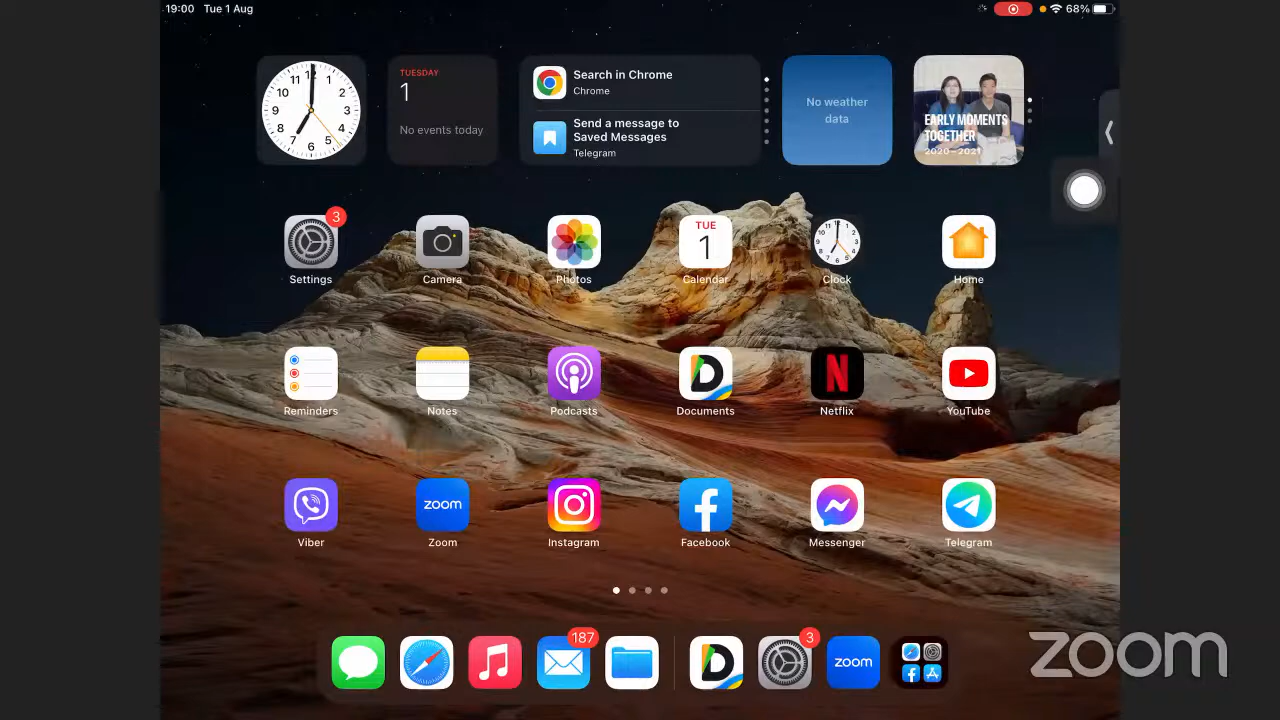 19:00 Tue 1 Aug
68%
TUESDAY
1
No events today
Search in Chrome
Chrome
Send a message to
Saved Messages
Telegram
No weather
data
EARLY MOMENTS
TOGETHER
2020 – 2021
3
TUE
1
Settings
Camera
Photos
Calendar
Clock
Home
Reminders
Notes
Podcasts
Documents
Netflix
YouTube
zoom
Viber
Zoom
Instagram
Facebook
Messenger
Telegram
187
3
zoom
zoom